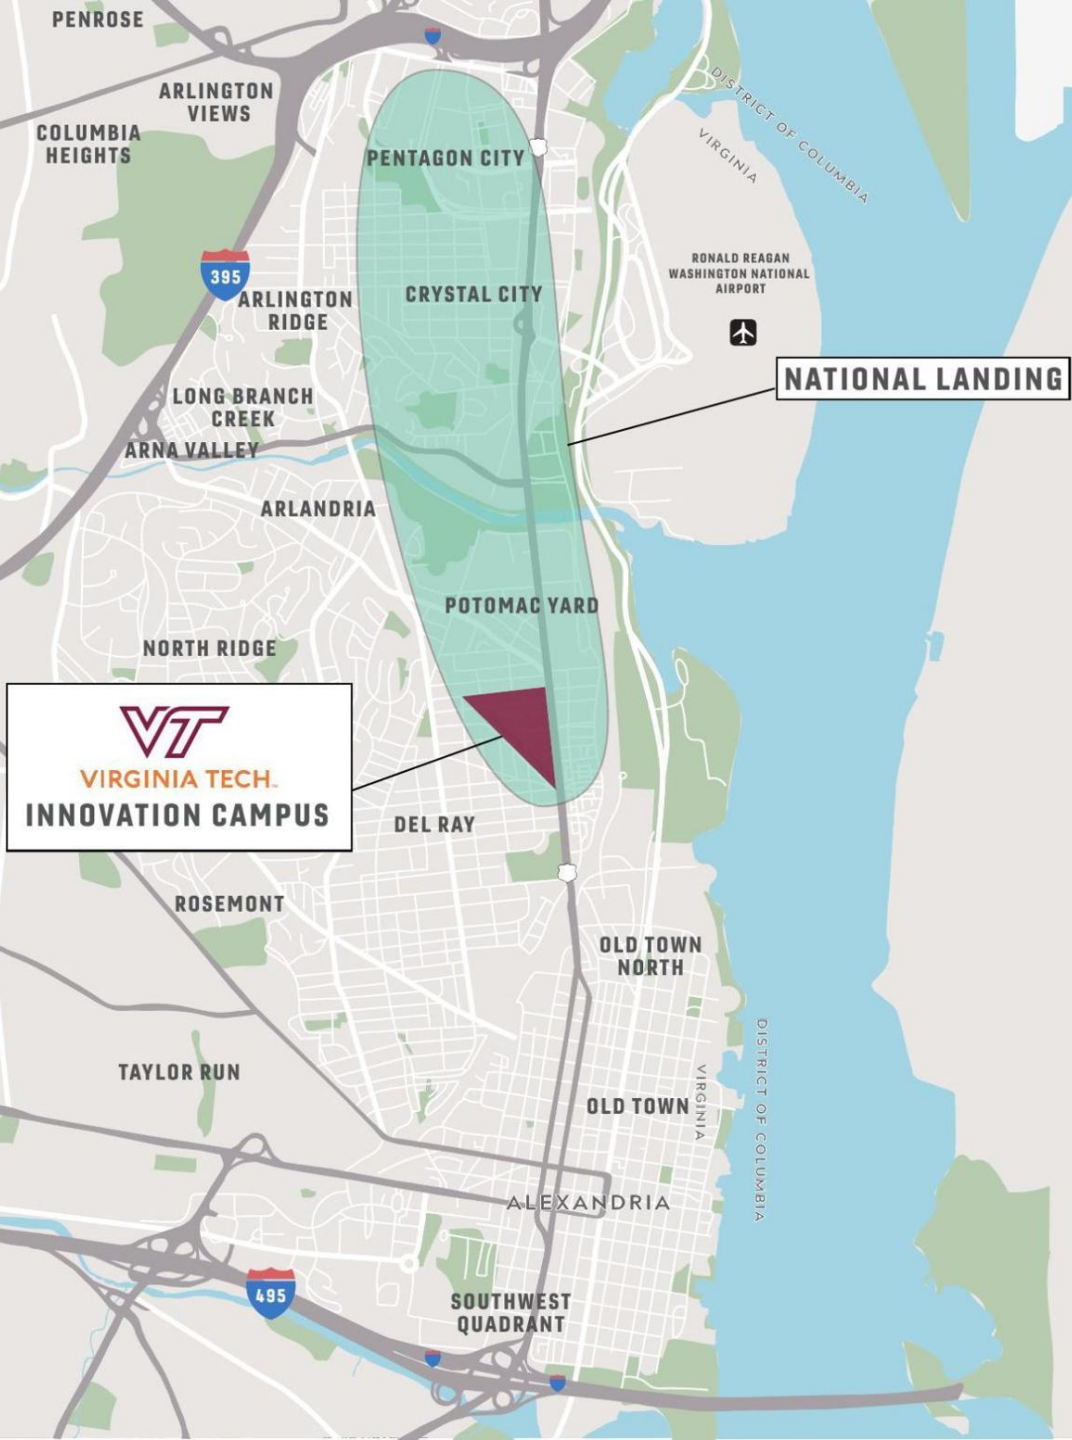 PENROSE
ARLINGTON
VIEWS
COLUMBIA
HEIGHTS
PENTAGON CITY
DISTRICT OF COLUMBIA
VIRGINIA
RONALD REAGAN
WASHINGTON NATIONAL
AIRPORT
395
ARLINGTON
RIDGE
CRYSTAL CITY
NATIONAL LANDING
LONG BRANCH
CREEK
ARNA VALLEY
ARLANDRIA
POTOMAC YARD
NORTH RIDGE
VT
VIRGINIA TECH™
INNOVATION CAMPUS
DEL RAY
ROSEMONT
OLD TOWN
NORTH
TAYLOR RUN
OLD TOWN
VIRGINIA
DISTRICT OF COLUMBIA
ALEXANDRIA
495
SOUTHWEST
QUADRANT